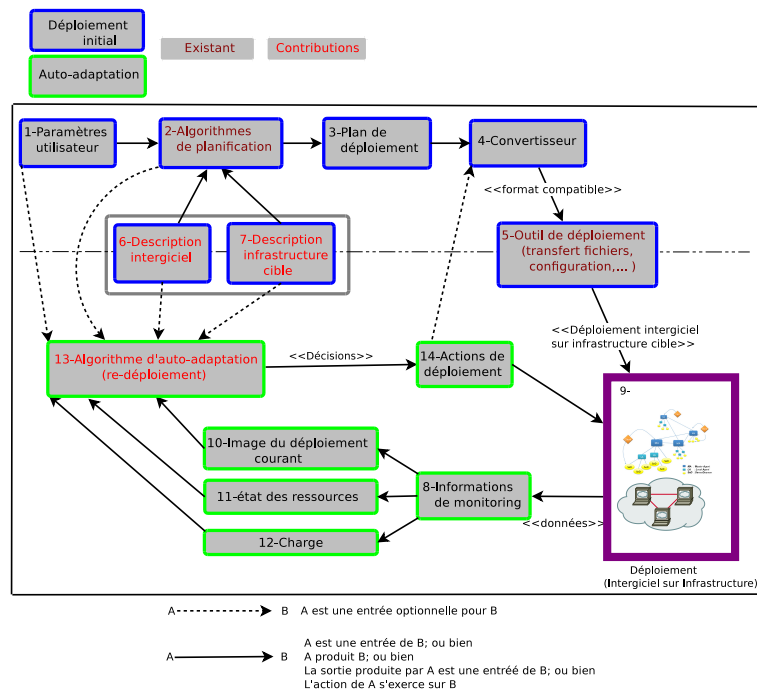 Déploiement
initial
Existant
Contributions
Auto-adaptation
1-Paramètres
utilisateur
2-Algorithmes
de planification
3-Plan de
déploiement
4-Convertisseur
<<format compatible>>
6-Description
intergiciel
7-Description
infrastructure
cible
5-Outil de déploiement
(transfert fichiers,
configuration,... )
<<Déploiement intergiciel
sur infrastructure cible>>
13-Algorithme d'auto-adaptation
(re-déploiement)
<<Décisions>>
14-Actions de
déploiement
9-
10-Image du déploiement
courant
11-état des ressources
12-Charge
8-Informations
de monitoring
<<données>>
Déploiement
(Intergiciel sur Infrastructure)
A B A est une entrée optionnelle pour B
A B
A est une entrée de B; ou bien
A produit B; ou bien
La sortie produite par A est une entréé de B; ou bien
L'action de A s'exerce sur B